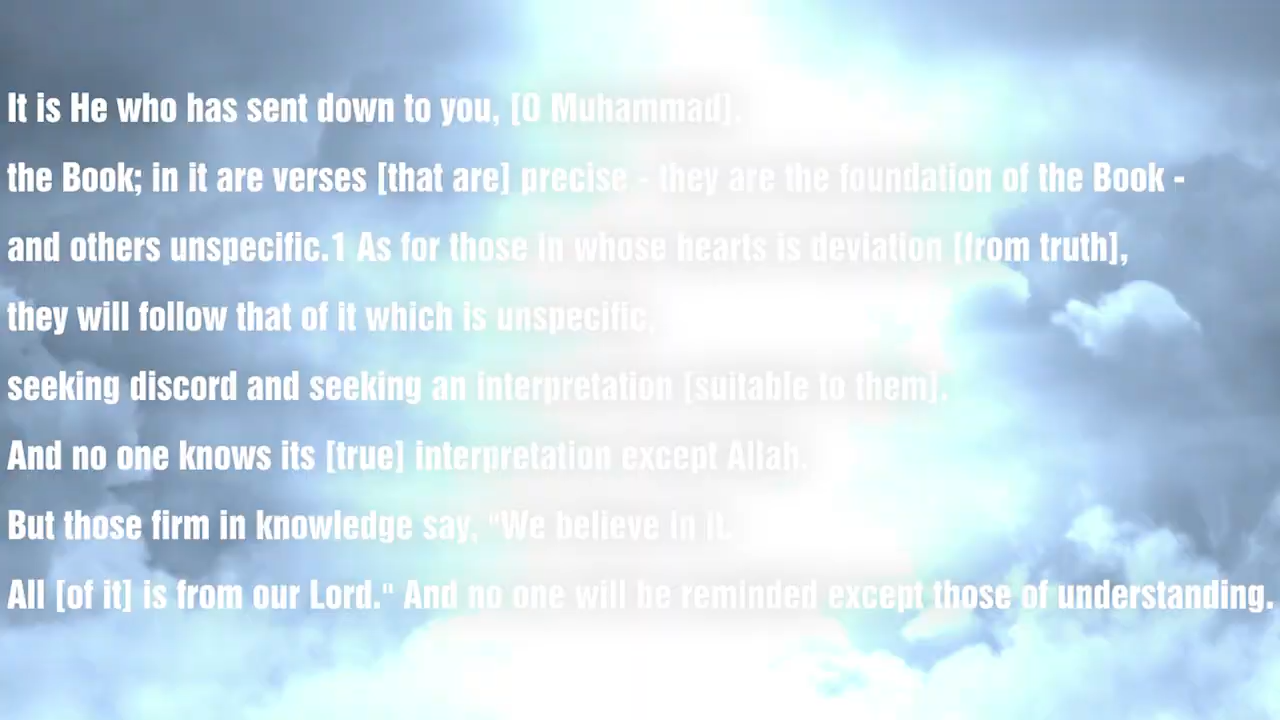 It is He who has sent down to you, [O Muhammad],
the Book; in it are verses [that are] precise - they are the foundation of the Book -
and others unspecific.1 As for those in whose hearts is deviation [from truth],
they will follow that of it which is unspecific,
seeking discord and seeking an interpretation [suitable to them].
And no one knows its [true] interpretation except Allah.
But those firm in knowledge say, "We believe in it.
All [of it] is from our Lord." And no one will be reminded except those of understanding.